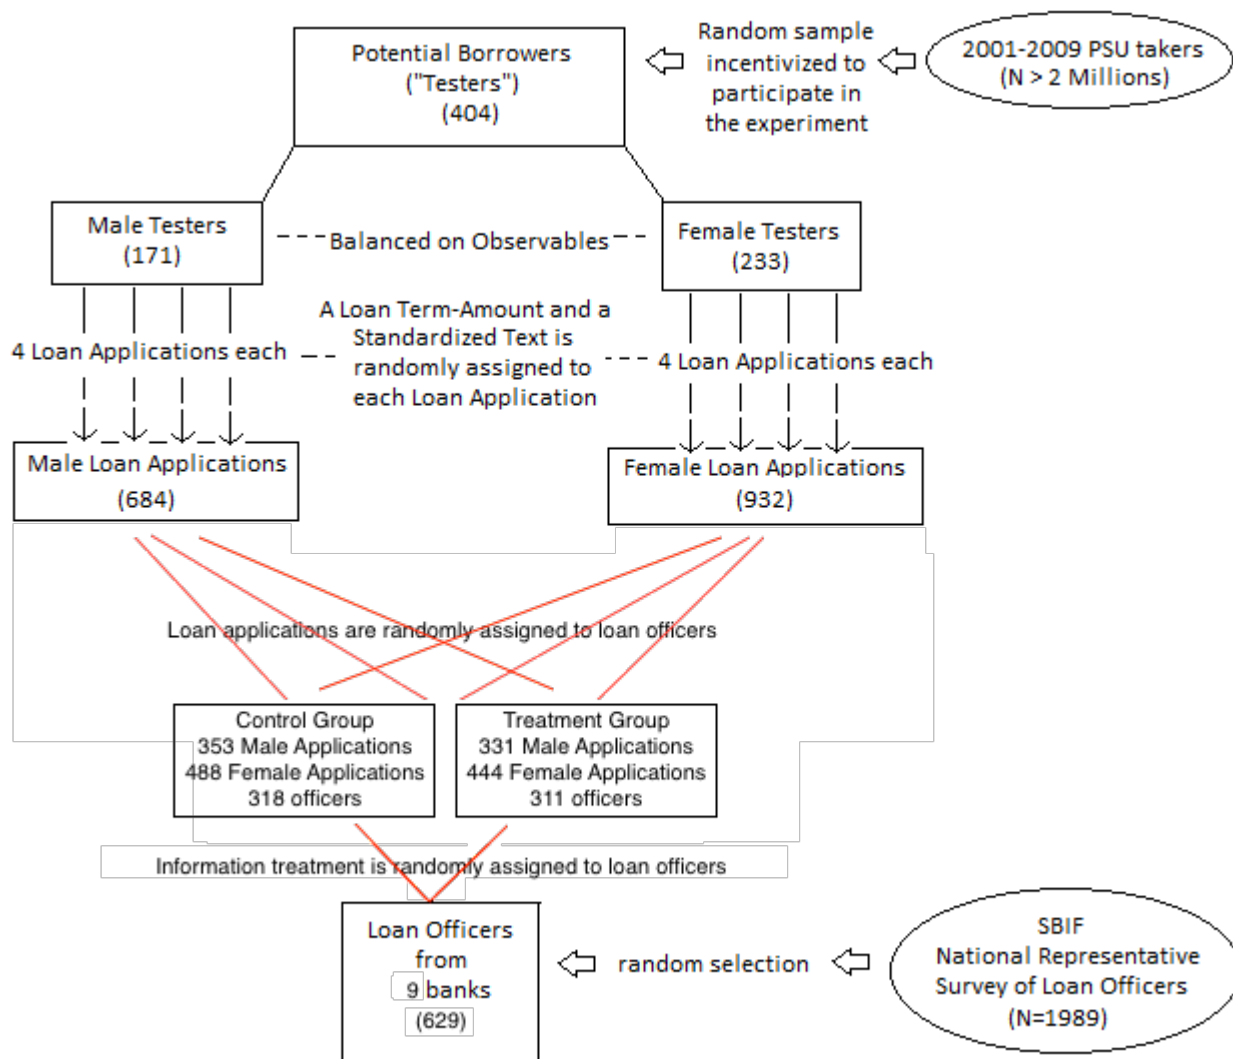 Potential Borrowers
("Testers")
(404)
Random sample
incentivized to
participate in
the experiment
2001-2009 PSU takers
(N > 2 Millions)
Male Testers
(171)
Balanced on Observables
Female Testers
(233)
4 Loan Applications each
A Loan Term-Amount and a
Standardized Text is
randomly assigned to
each Loan Application
4 Loan Applications each
Male Loan Applications
(684)
Female Loan Applications
(932)
Loan applications are randomly assigned to loan officers
Control Group
353 Male Applications
488 Female Applications
318 officers
Treatment Group
331 Male Applications
444 Female Applications
311 officers
Information treatment is randomly assigned to loan officers
Loan Officers
from
9 banks
(629)
random selection
SBIF
National Representative
Survey of Loan Officers
(N=1989)